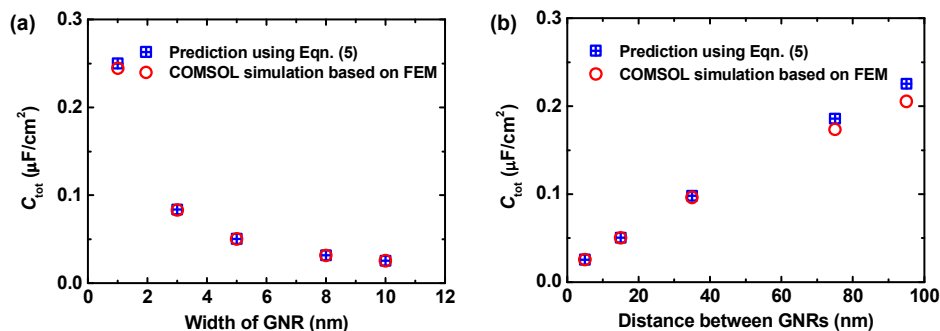 (a)
0.3
Prediction using Eqn. (5)
COMSOL simulation based on FEM
0.2
0.1
0.0
C_tot (μF/cm²)
0 2 4 6 8 10 12
Width of GNR (nm)
(b)
0.3
Prediction using Eqn. (5)
COMSOL simulation based on FEM
0.2
0.1
0.0
C_tot (μF/cm²)
0 20 40 60 80 100
Distance between GNRs (nm)